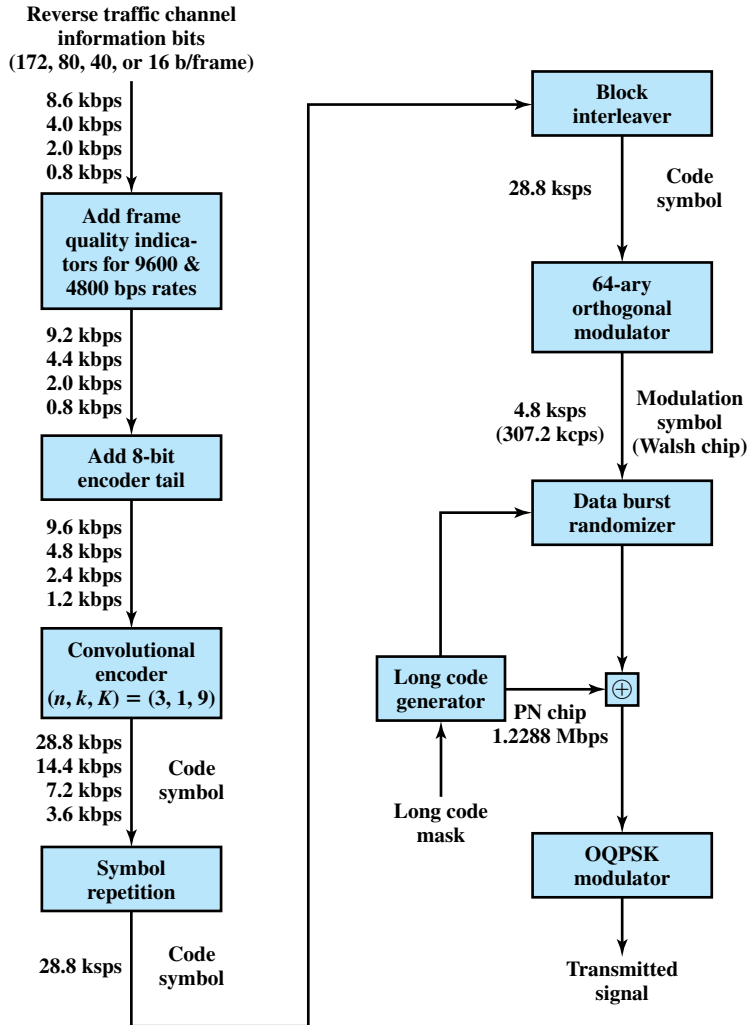 Reverse traffic channel
information bits
(172, 80, 40, or 16 b/frame)
8.6 kbps
4.0 kbps
2.0 kbps
0.8 kbps
Add frame
quality indica-
tors for 9600 &
4800 bps rates
9.2 kbps
4.4 kbps
2.0 kbps
0.8 kbps
Add 8-bit
encoder tail
9.6 kbps
4.8 kbps
2.4 kbps
1.2 kbps
Convolutional
encoder
(n, k, K) = (3, 1, 9)
28.8 kbps
14.4 kbps
7.2 kbps
3.6 kbps
Code
symbol
Symbol
repetition
28.8 ksps
Code
symbol
Block
interleaver
28.8 ksps
Code
symbol
64-ary
orthogonal
modulator
4.8 ksps
(307.2 kcps)
Modulation
symbol
(Walsh chip)
Data burst
randomizer
Long code
generator
PN chip
1.2288 Mbps
⊕
Long code
mask
OQPSK
modulator
Transmitted
signal